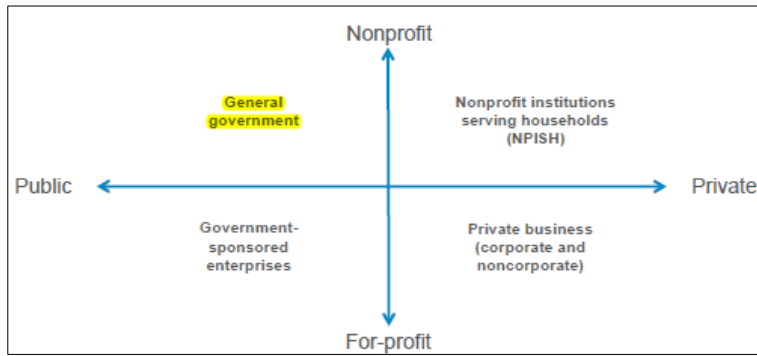 Nonprofit
General
government
Nonprofit institutions
serving households
(NPISH)
Public
Private
Government-
sponsored
enterprises
Private business
(corporate and
noncorporate)
For-profit